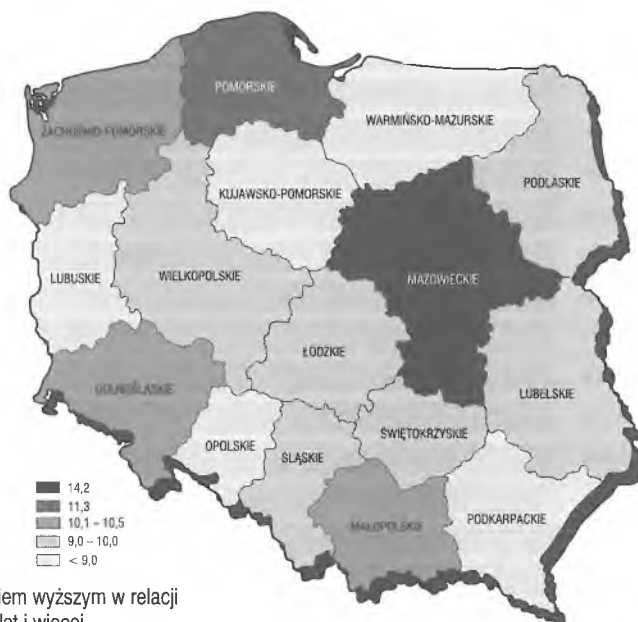 POMORSKIE
ZACHODNIO-POMORSKIE
WARMIŃSKO-MAZURSKIE
PODLASKIE
KUJAWSKO-POMORSKIE
MAZOWIECKIE
LUBUSKIE
WIELKOPOLSKIE
ŁÓDZKIE
DOLNOŚLĄSKIE
LUBELSKIE
OPOLSKIE
ŚLĄSKIE
ŚWIĘTOKRZYSKIE
MAŁOPOLSKIE
PODKARPACKIE
14,2
11,3
10,1 – 10,5
9,0 – 10,0
< 9,0
iem wyższym w relacji
lat i więcej